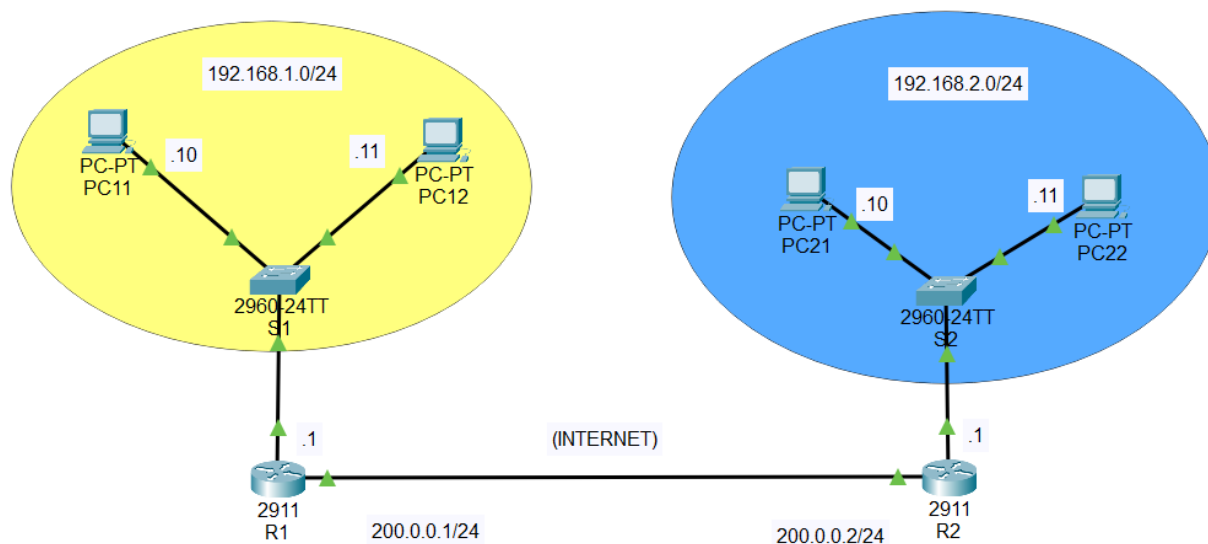 192.168.1.0/24
.10
.11
PC-PT
PC11
PC-PT
PC12
2960-24TT
S1
.1
2911
R1
200.0.0.1/24
(INTERNET)
192.168.2.0/24
.10
.11
PC-PT
PC21
PC-PT
PC22
2960-24TT
S2
.1
2911
R2
200.0.0.2/24